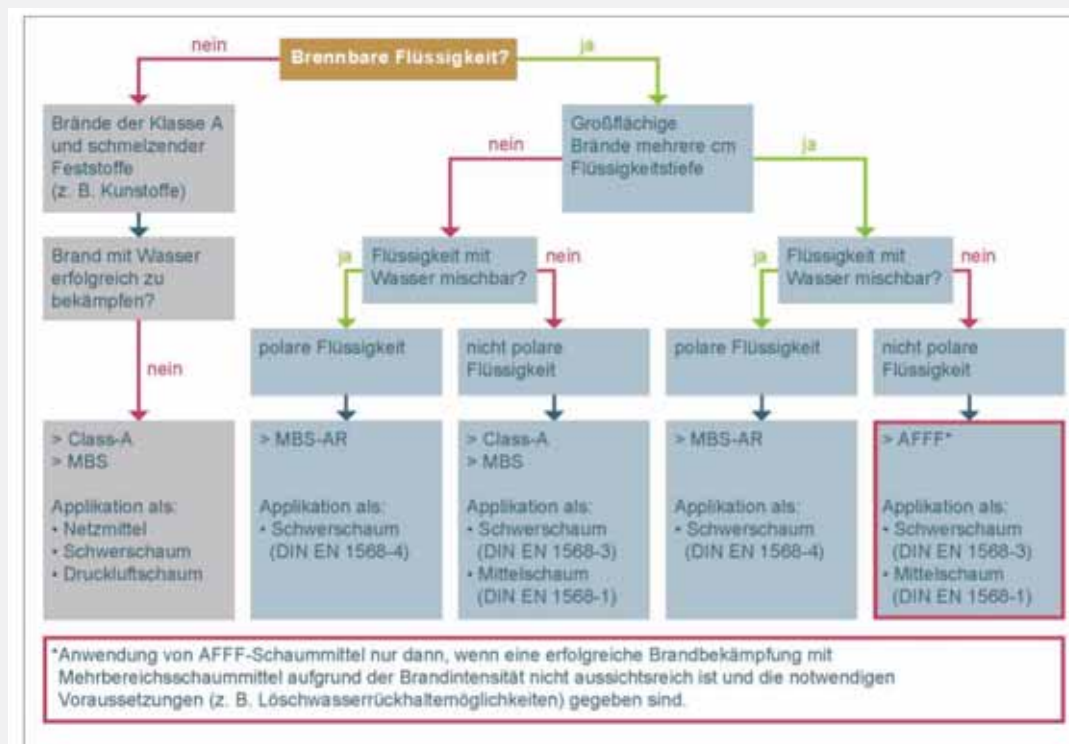 nein
Brennbare Flüssigkeit?
ja
Brände der Klasse A
und schmelzender
Feststoffe
(z. B. Kunstoffe)
nein
Großflächige
Brände mehrere cm
Flüssigkeitstiefe
ja
Brand mit Wasser
erfolgreich zu
bekämpfen?
ja
Flüssigkeit mit
Wasser mischbar?
nein
ja
Flüssigkeit mit
Wasser mischbar?
nein
nein
polare Flüssigkeit
nicht polare
Flüssigkeit
polare Flüssigkeit
nicht polare
Flüssigkeit
> Class-A
> MBS
Applikation als:
• Netzmittel
• Schwerschaum
• Druckluftschaum
> MBS-AR
Applikation als:
• Schwerschaum
(DIN EN 1568-4)
> Class-A
> MBS
Applikation als:
• Schwerschaum
(DIN EN 1568-3)
• Mittelschaum
(DIN EN 1568-1)
> MBS-AR
Applikation als:
• Schwerschaum
(DIN EN 1568-4)
> AFFF*
Applikation als:
• Schwerschaum
(DIN EN 1568-3)
• Mittelschaum
(DIN EN 1568-1)
*Anwendung von AFFF-Schaummittel nur dann, wenn eine erfolgreiche Brandbekämpfung mit
Mehrbereichsschaummittel aufgrund der Brandintensität nicht aussichtsreich ist und die notwendigen
Voraussetzungen (z. B. Löschwasserrückhaltemöglichkeiten) gegeben sind.